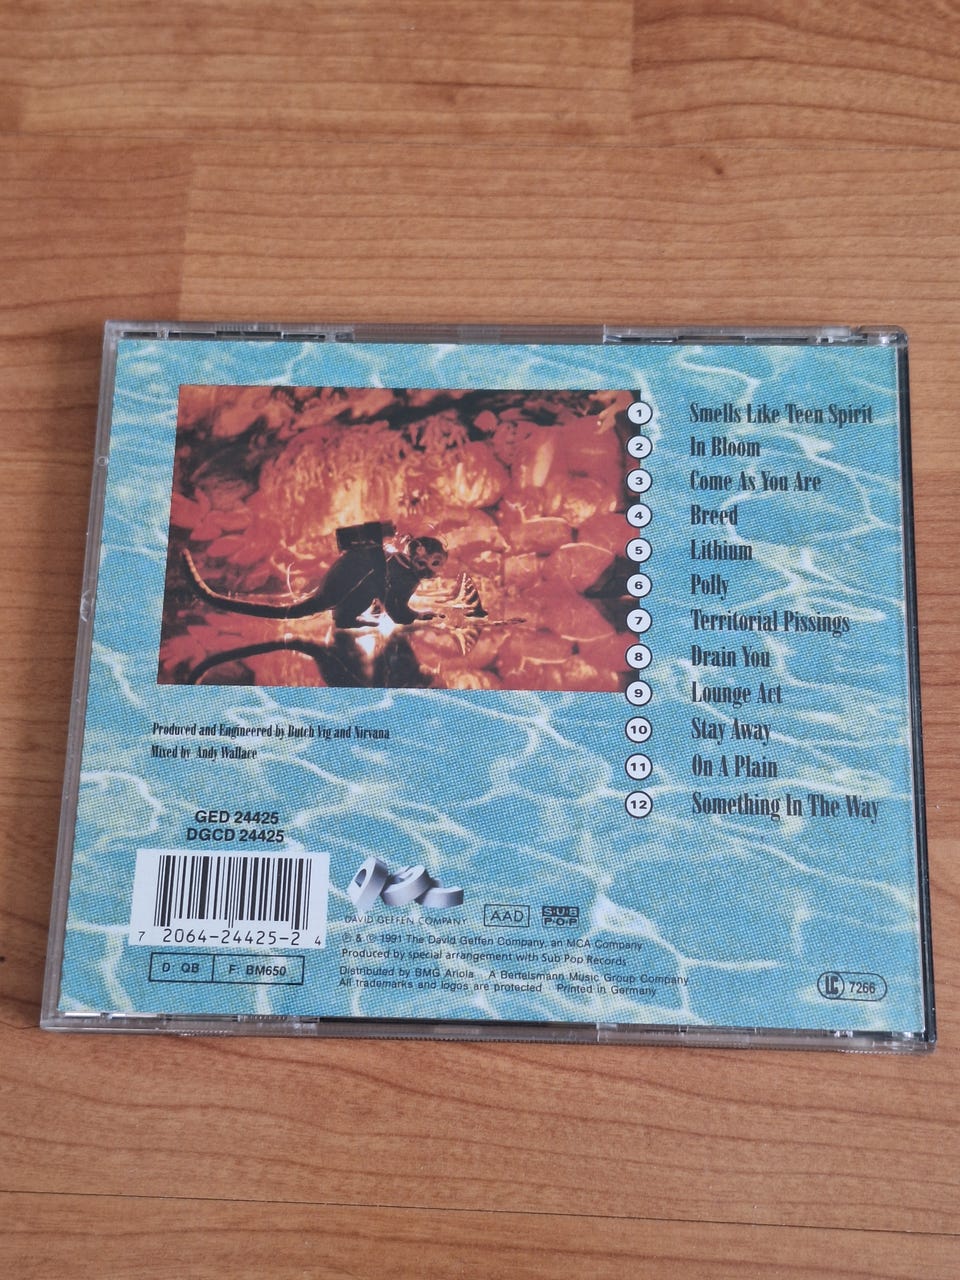 1 Smells Like Teen Spirit
2 In Bloom
3 Come As You Are
4 Breed
5 Lithium
6 Polly
7 Territorial Pissings
8 Drain You
9 Lounge Act
10 Stay Away
11 On A Plain
12 Something In The Way
Produced and Engineered by Butch Vig and Nirvana
Mixed by Andy Wallace
GED 24425
DGCD 24425
7 2064-24425-2 4
D: QB F: BM650
DAVID GEFFEN COMPANY
AAD
SUB
POP
℗ & © 1991 The David Geffen Company, an MCA Company
Produced by special arrangement with Sub Pop Records
Distributed by BMG Ariola A Bertelsmann Music Group Company
All trademarks and logos are protected Printed in Germany
LC 7266